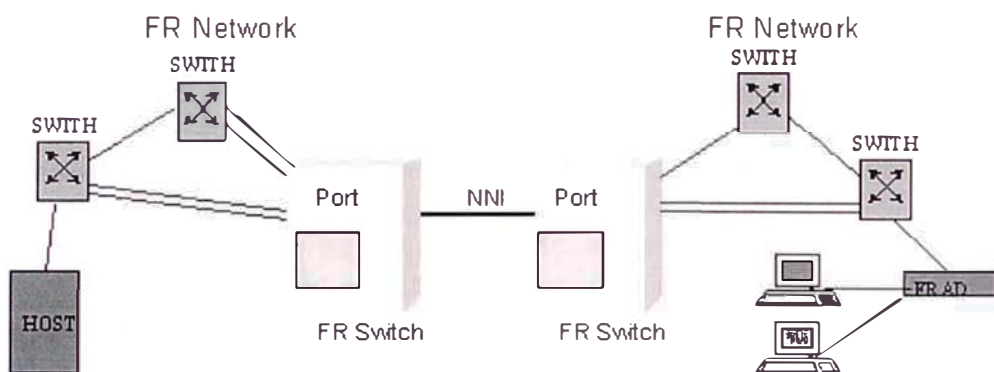 FR Network
FR Network
SWITH
SWITH
SWITH
SWITH
Port
NNI
Port
HOST
FRAD
FR Switch
FR Switch